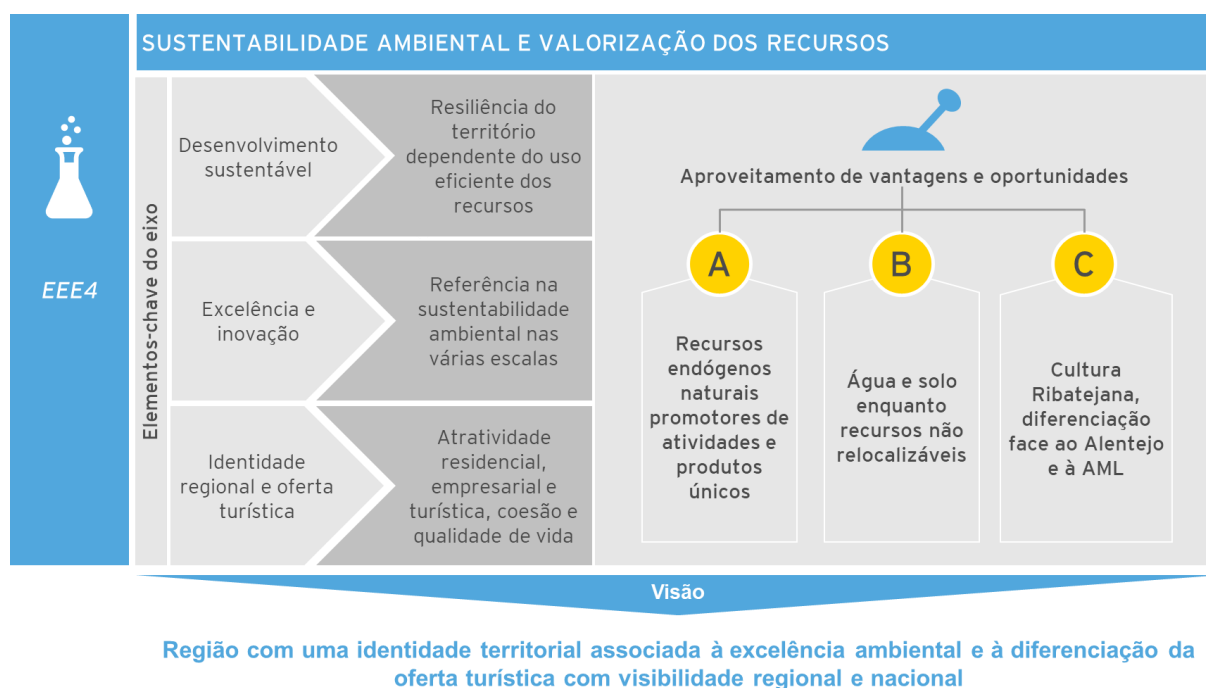 SUSTENTABILIDADE AMBIENTAL E VALORIZAÇÃO DOS RECURSOS
EEE4
Elementos-chave do eixo
Desenvolvimento
sustentável
Resiliência do
território
dependente do uso
eficiente dos
recursos
Excelência e
inovação
Referência na
sustentabilidade
ambiental nas
várias escalas
Identidade
regional e oferta
turística
Atratividade
residencial,
empresarial e
turística, coesão e
qualidade de vida
Aproveitamento de vantagens e oportunidades
A
Recursos
endógenos
naturais
promotores de
atividades e
produtos
únicos
B
Água e solo
enquanto
recursos não
relocalizáveis
C
Cultura
Ribatejana,
diferenciação
face ao Alentejo
e à AML
Visão
Região com uma identidade territorial associada à excelência ambiental e à diferenciação da
oferta turística com visibilidade regional e nacional